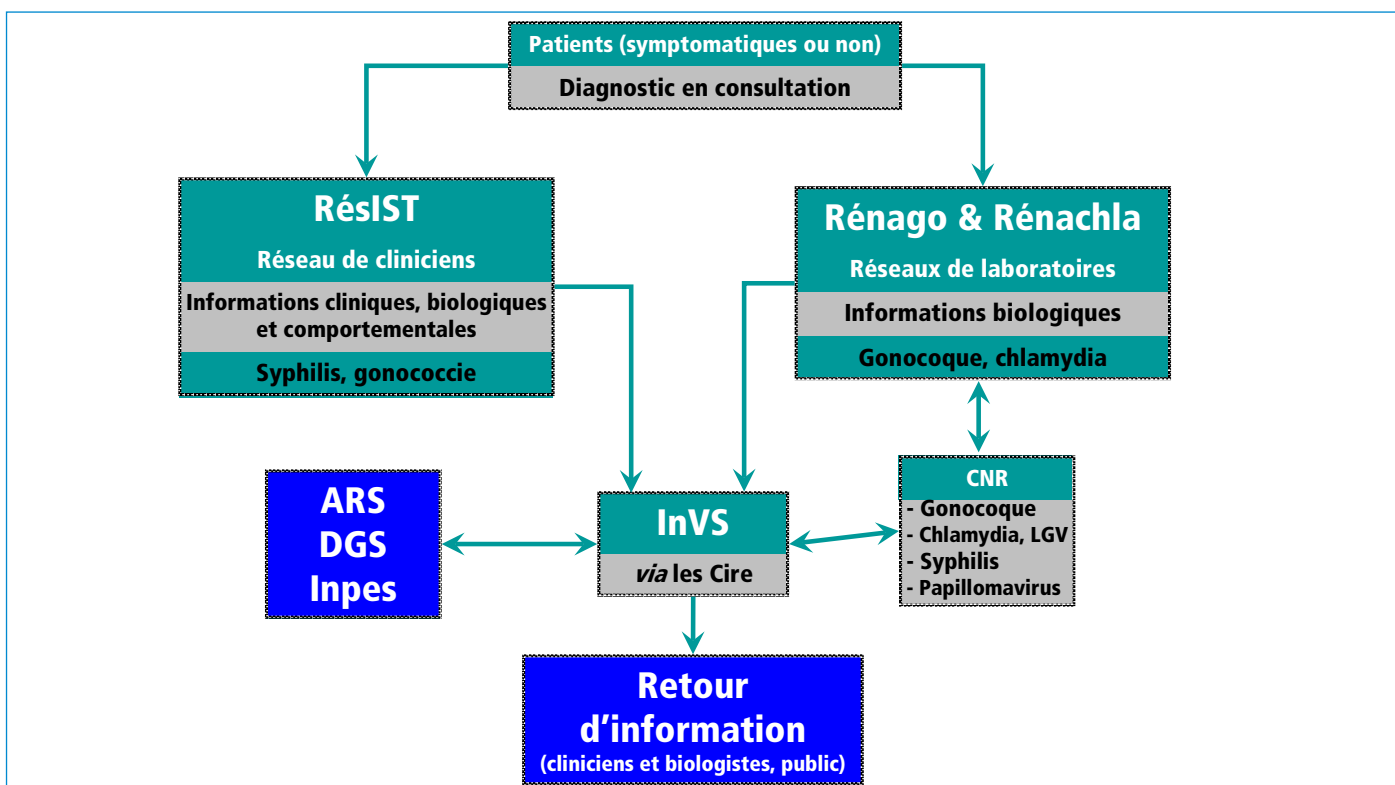 Patients (symptomatiques ou non)
Diagnostic en consultation
RésIST
Réseau de cliniciens
Informations cliniques, biologiques
et comportementales
Syphilis, gonococcie
Rénago & Rénachla
Réseaux de laboratoires
Informations biologiques
Gonocoque, chlamydia
ARS
DGS
Inpes
InVS
via les Cire
CNR
- Gonocoque
- Chlamydia, LGV
- Syphilis
- Papillomavirus
Retour
d’information
(cliniciens et biologistes, public)